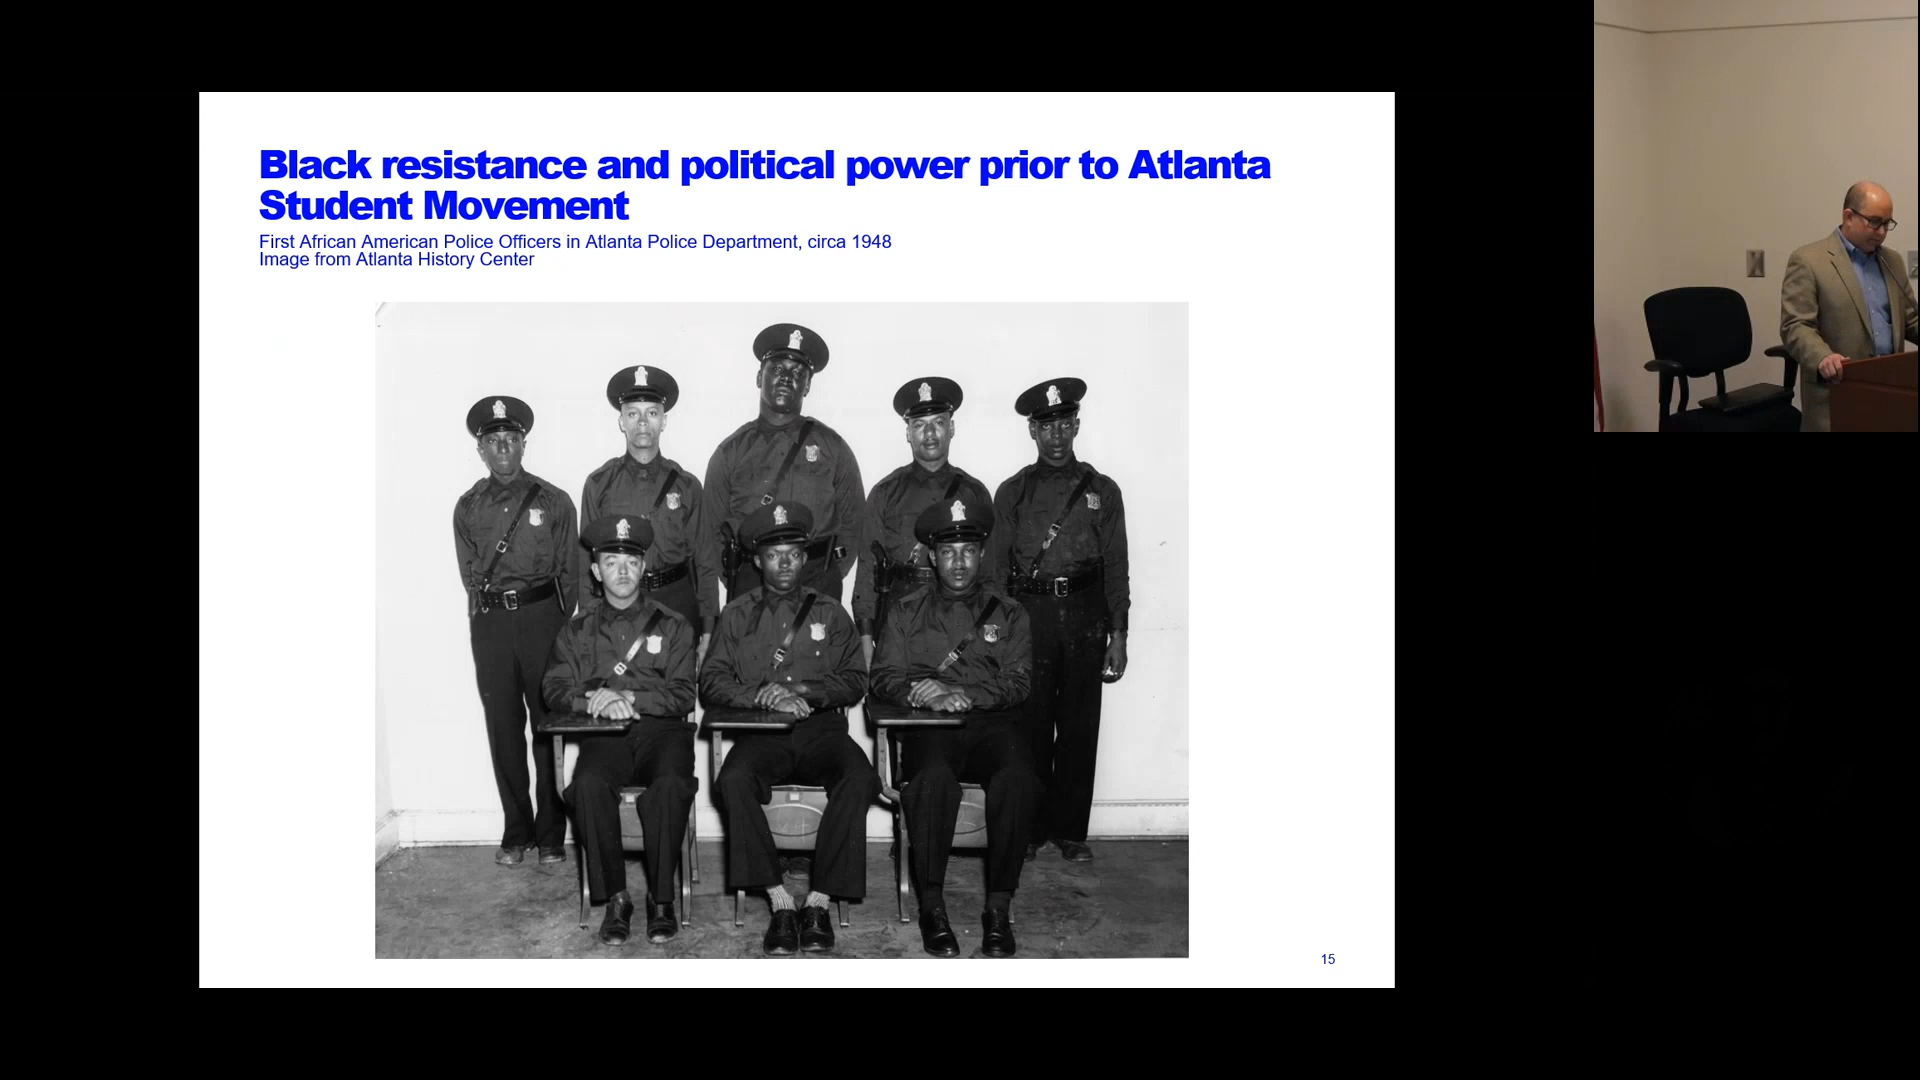 Black resistance and political power prior to Atlanta
Student Movement
First African American Police Officers in Atlanta Police Department, circa 1948
Image from Atlanta History Center
15